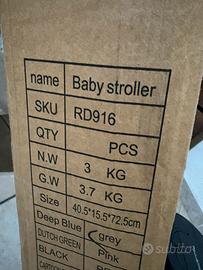 name Baby stroller
SKU RD916
QTY PCS
N.W 3 KG
G.W 3.7 KG
Size 40.5*15.5*72.5cm
Deep Blue grey
DUTCH GREEN Pink
BLACK
subito